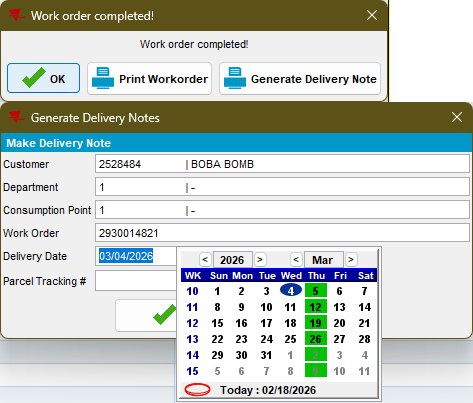 Work order completed!
Work order completed!
OK
Print Workorder
Generate Delivery Note
Generate Delivery Notes
Make Delivery Note
Customer 2528484 | BOBA BOMB
Department 1 | -
Consumption Point 1 | -
Work Order 2930014821
Delivery Date 03/04/2026
Parcel Tracking #
< 2026 > < Mar >
WK Sun Mon Tue Wed Thu Fri Sat
10 1 2 3 4 5 6 7
11 8 9 10 11 12 13 14
12 15 16 17 18 19 20 21
13 22 23 24 25 26 27 28
14 29 30 31 1 2 3 4
15 5 6 7 8 9 10 11
Today : 02/18/2026